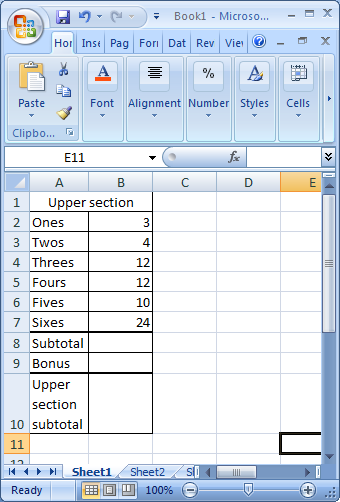 Book1 - Microso...
Hor Inse Pag Forr Dat Rev Viev
Paste Font Alignment Number Styles Cells
Clipbo...
E11 fx
A B C D E
1 Upper section
2 Ones 3
3 Twos 4
4 Threes 12
5 Fours 12
6 Fives 10
7 Sixes 24
8 Subtotal
9 Bonus
Upper
section
10 subtotal
11
12
Sheet1 Sheet2 Sl
Ready 100%